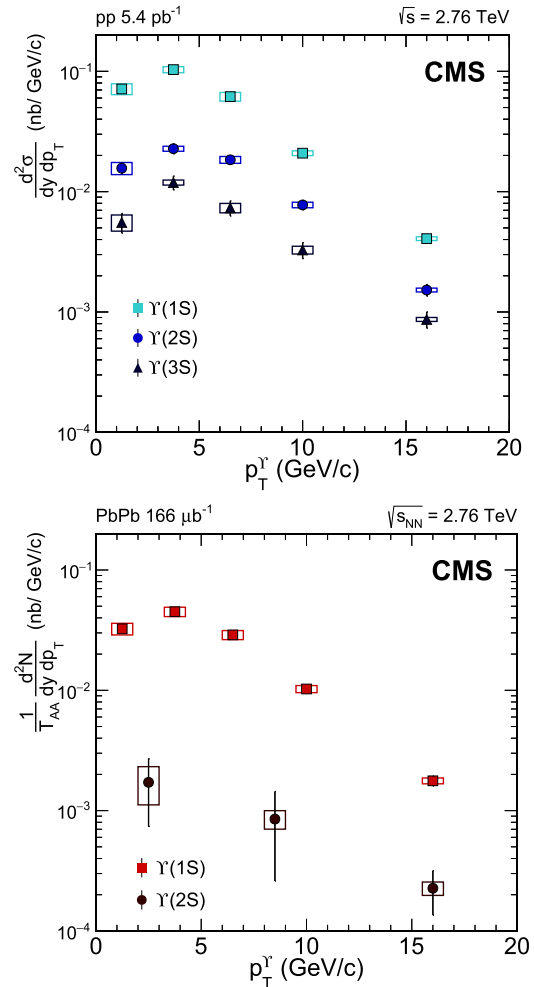 pp 5.4 pb⁻¹ √s = 2.76 TeV
CMS
d²σ/dy dp_T (nb/ GeV/c)
10⁻¹
10⁻²
10⁻³
10⁻⁴
ϒ(1S)
ϒ(2S)
ϒ(3S)
0 5 10 15 20
p_T^ϒ (GeV/c)
PbPb 166 μb⁻¹ √s_NN = 2.76 TeV
CMS
1/T_AA d²N/dy dp_T (nb/ GeV/c)
10⁻¹
10⁻²
10⁻³
10⁻⁴
ϒ(1S)
ϒ(2S)
0 5 10 15 20
p_T^ϒ (GeV/c)